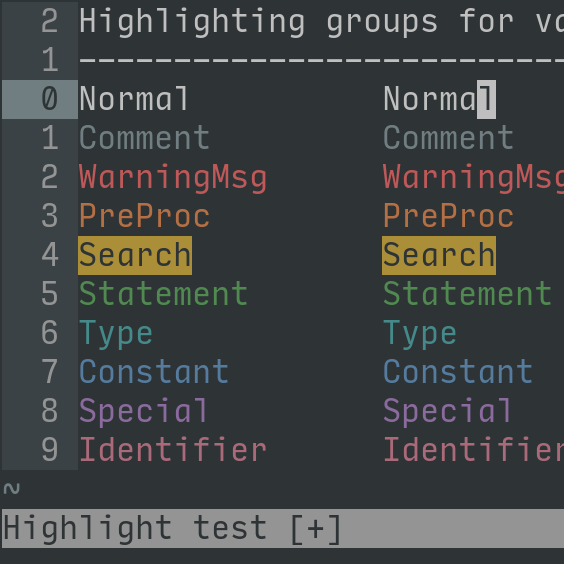 2 Highlighting groups for va
1 --------------------------
0 Normal Normal
1 Comment Comment
2 WarningMsg WarningMsg
3 PreProc PreProc
4 Search Search
5 Statement Statement
6 Type Type
7 Constant Constant
8 Special Special
9 Identifier Identifier
~
Highlight test [+]